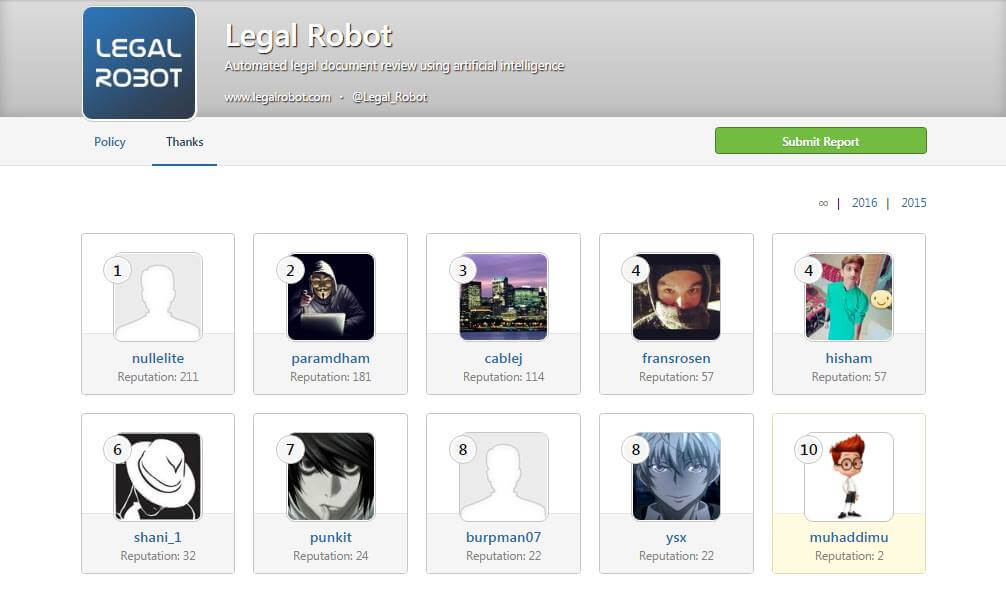 LEGAL
ROBOT
Legal Robot
Automated legal document review using artificial intelligence
www.legalrobot.com · @Legal_Robot
Policy Thanks Submit Report
∞ | 2016 | 2015
1 2 3 4 4
nullelite paramdham cablej fransrosen hisham
Reputation: 211 Reputation: 181 Reputation: 114 Reputation: 57 Reputation: 57
6 7 8 8 10
shani_1 punkit burpman07 ysx muhaddimu
Reputation: 32 Reputation: 24 Reputation: 22 Reputation: 22 Reputation: 2